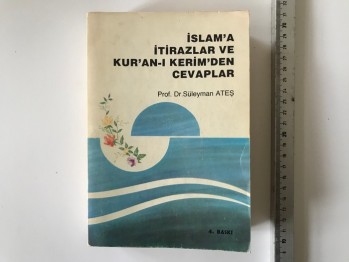 İSLAM'A
İTİRAZLAR VE
KUR'AN-I KERİM'DEN
CEVAPLAR
Prof. Dr Süleyman ATEŞ